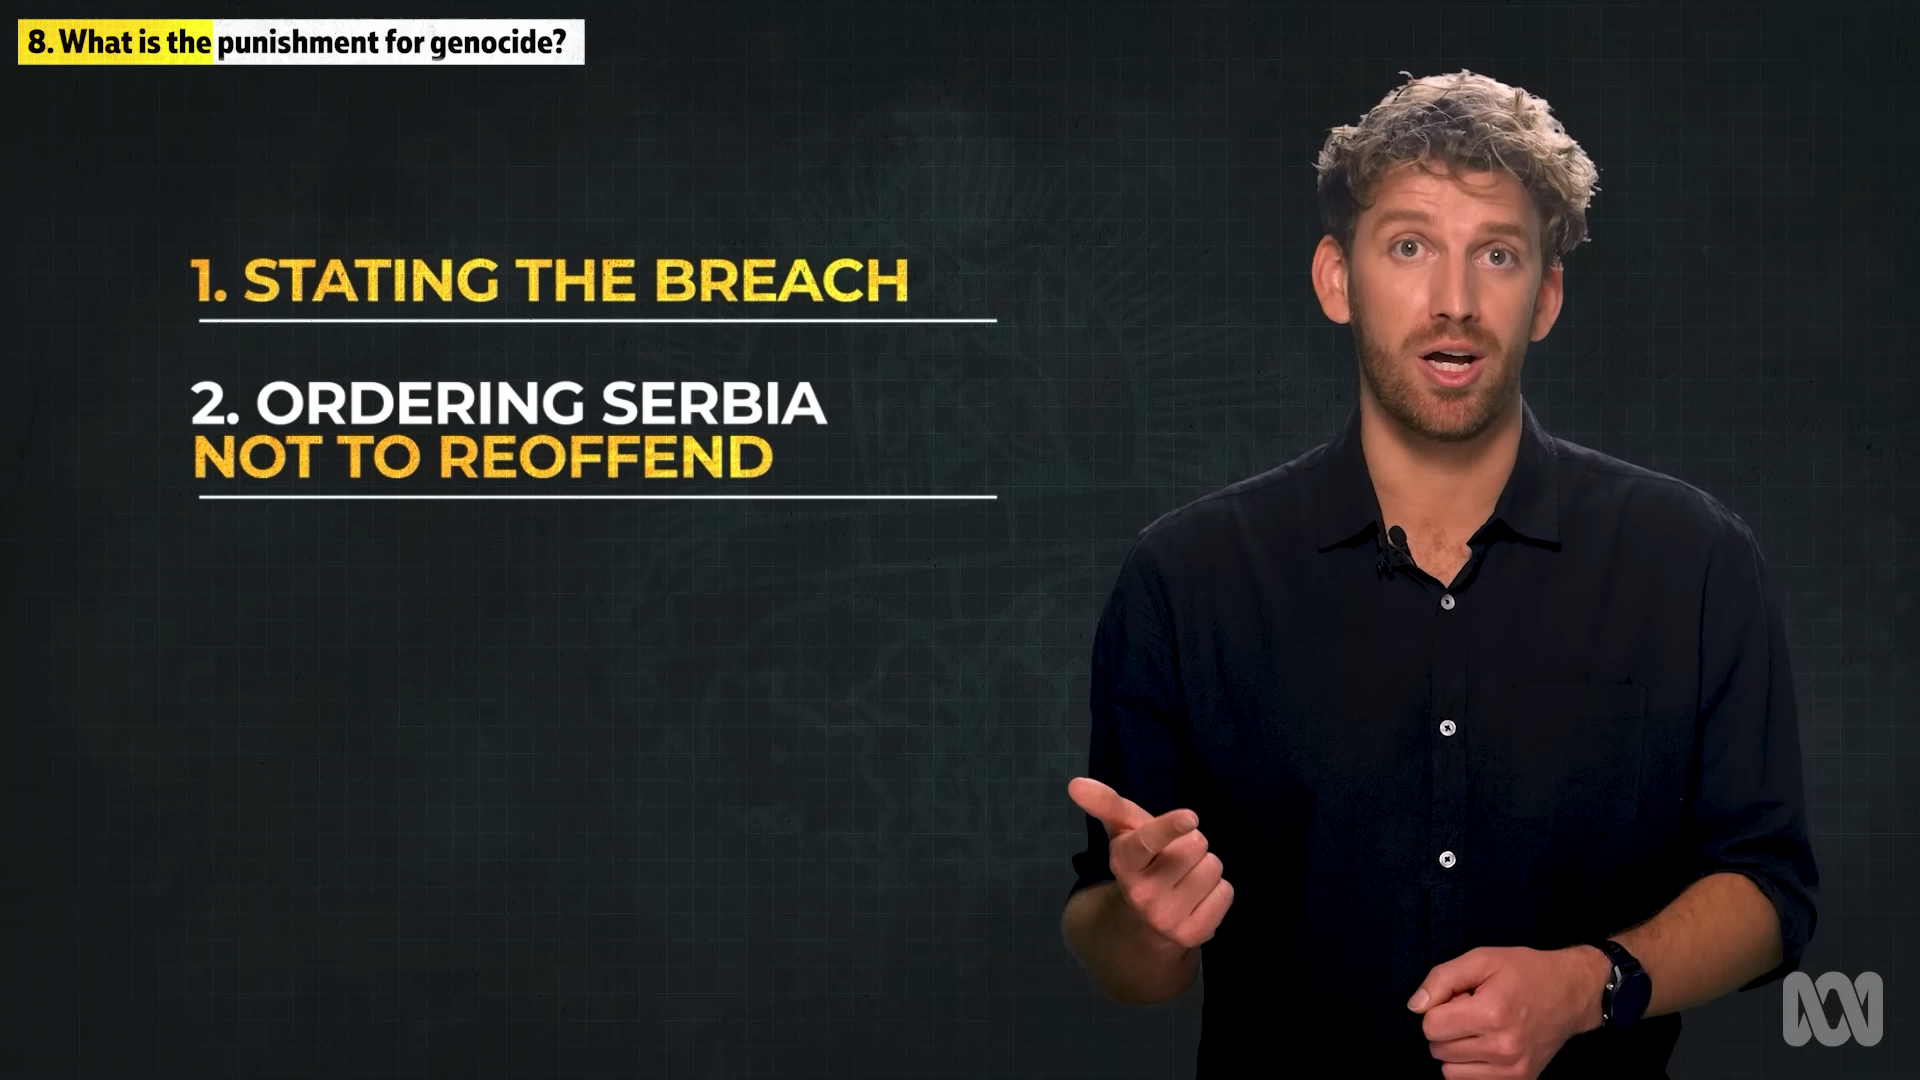 8. What is the punishment for genocide?
1. STATING THE BREACH
2. ORDERING SERBIA
NOT TO REOFFEND